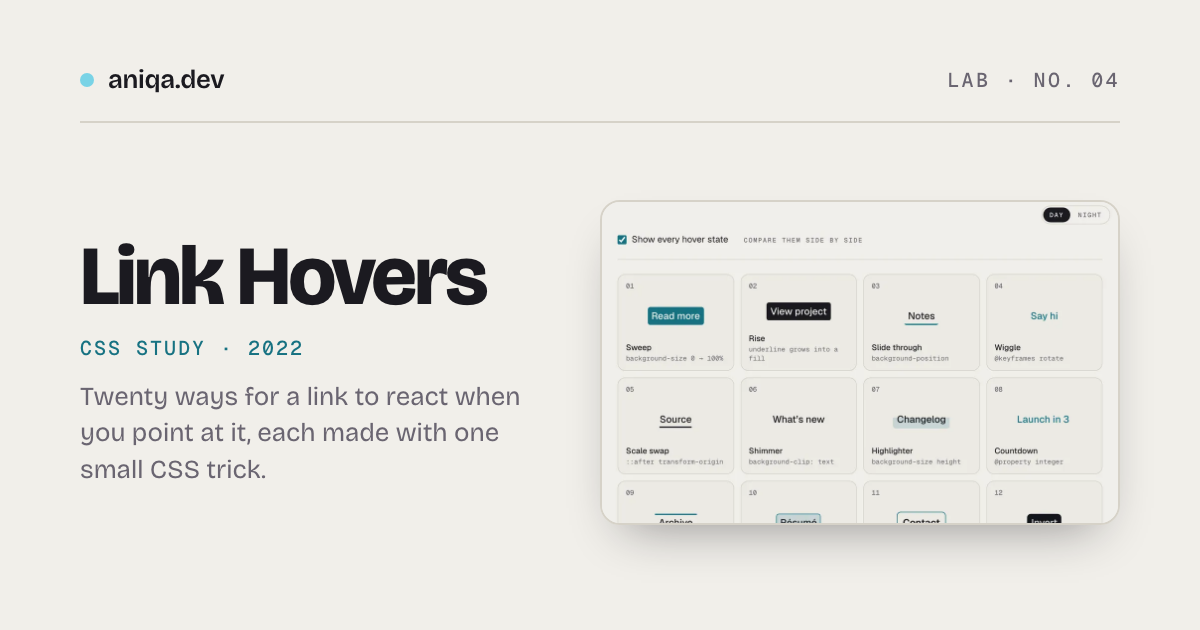 aniqa.dev
LAB · NO. 04
Link Hovers
CSS STUDY · 2022
Twenty ways for a link to react when
you point at it, each made with one
small CSS trick.
DAY NIGHT
Show every hover state COMPARE THEM SIDE BY SIDE
01
Read more
Sweep
background-size 0 → 100%
02
View project
Rise
underline grows into a
fill
03
Notes
Slide through
background-position
04
Say hi
Wiggle
@keyframes rotate
05
Source
Scale swap
::after transform-origin
06
What's new
Shimmer
background-clip: text
07
Changelog
Highlighter
background-size height
08
Launch in 3
Countdown
@property integer
09
Archive
10
Résumé
11
Contact
12
Invert